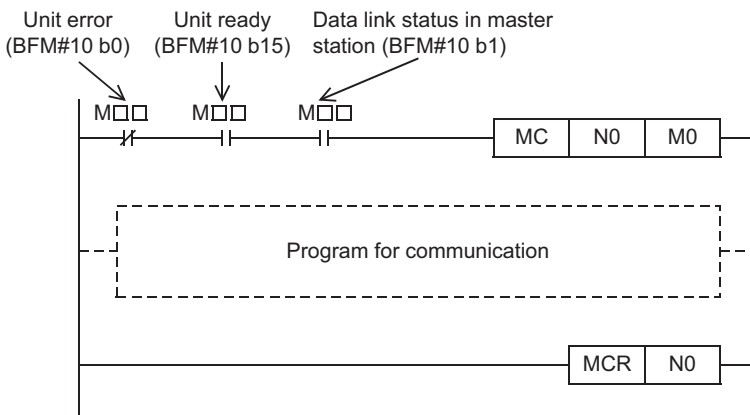 Unit error
(BFM#10 b0)
Unit ready
(BFM#10 b15)
Data link status in master
station (BFM#10 b1)
M□□ M□□ M□□
MC N0 M0
Program for communication
MCR N0